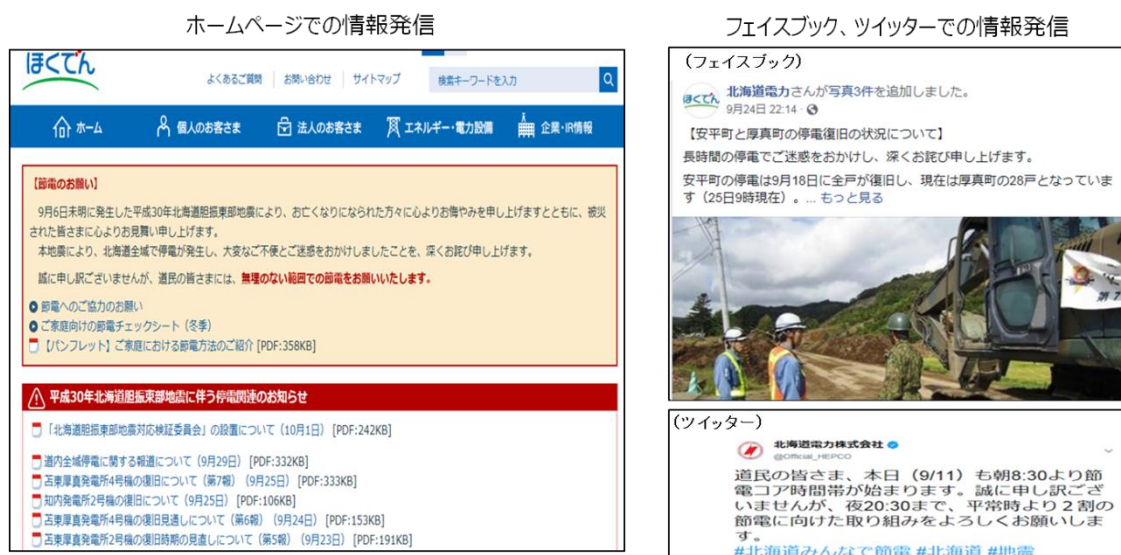 ホームページでの情報発信
ほくでん
よくあるご質問 お問い合わせ サイトマップ 検索キーワードを入力
ホーム 個人のお客さま 法人のお客さま エネルギー・電力設備 企業・IR情報
【節電のお願い】
9月6日未明に発生した平成30年北海道胆振東部地震により、お亡くなりになられた方々に心よりお悔やみを申し上げますとともに、被災
された皆さまに心よりお見舞い申し上げます。
本地震により、北海道全域で停電が発生し、大変なご不便とご迷惑をおかけしましたことを、深くお詫び申し上げます。
誠に申し訳ございませんが、道民の皆さまには、無理のない範囲での節電をお願いいたします。
節電へのご協力のお願い
ご家庭向けの節電チェックシート（冬季）
【パンフレット】ご家庭における節電方法のご紹介 [PDF:358KB]
平成30年北海道胆振東部地震に伴う停電関連のお知らせ
「北海道胆振東部地震対応検証委員会」の設置について（10月1日） [PDF:242KB]
道内全域停電に関する報道について（9月29日） [PDF:332KB]
苫東厚真発電所4号機の復旧について（第7報）（9月25日） [PDF:333KB]
知内発電所2号機の復旧について（9月25日） [PDF:106KB]
苫東厚真発電所4号機の復旧見通しについて（第6報）（9月24日） [PDF:153KB]
苫東厚真発電所2号機の復旧時期の見直しについて（第5報）（9月23日） [PDF:191KB]
フェイスブック、ツイッターでの情報発信
（フェイスブック）
ほくでん
北海道電力さんが写真3件を追加しました。
9月24日 22:14
【安平町と厚真町の停電復旧の状況について】
長時間の停電でご迷惑をおかけし、深くお詫び申し上げます。
安平町の停電は9月18日に全戸が復旧し、現在は厚真町の28戸となっていま
す（25日9時現在）。... もっと見る
第7
（ツイッター）
北海道電力株式会社
@Official_HEPCO
道民の皆さま、本日（9/11）も朝8:30より節
電コア時間帯が始まります。誠に申し訳ござ
いませんが、夜20:30まで、平常時より２割の
節電に向けた取り組みをよろしくお願いしま
す。
#北海道みんなで節電 #北海道 #地震